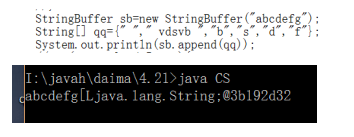 StringBuffer sb=new StringBuffer("abcdefg");
String[] qq={" "," vdsvb ","b","s","d","f"};
System.out.println(sb.append(qq));
I:\javah\daima\4.21>java CS
abcdefg[Ljava.lang.String;@3b192d32